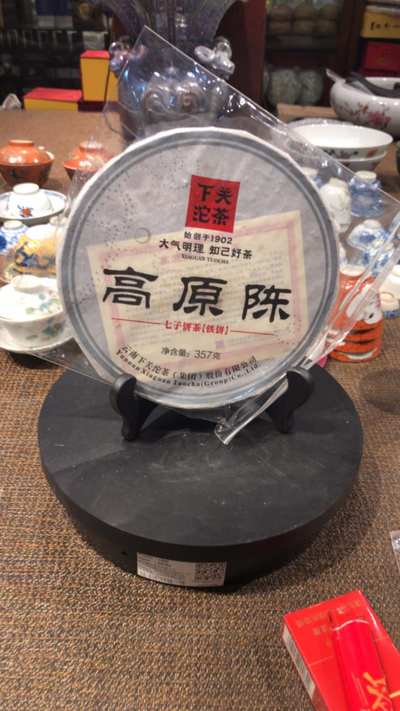 下关
沱茶
始创于1902
大气明理 知己好茶
XIAGUAN TUOCHA
高原陈
七子饼茶【铁饼】
净含量：357克
云南下关沱茶（集团）股份有限公司
Yunnan Xiaguan Tuocha(Group)Co.,Ltd.